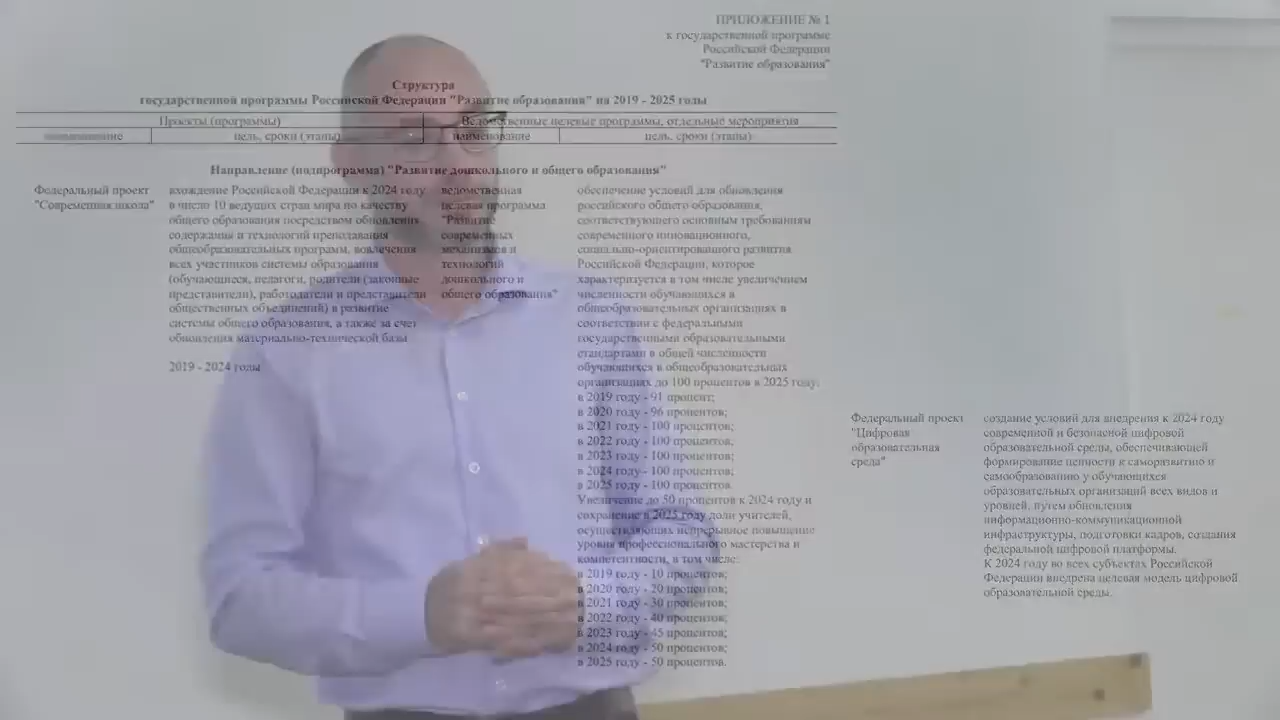 ПРИЛОЖЕНИЕ № 1
к государственной программе
Российской Федерации
"Развитие образования"
Структура
государственной программы Российской Федерации "Развитие образования" на 2019 - 2025 годы
Проекты (программы)
Ведомственные целевые программы, отдельные мероприятия
наименование
цель, сроки (этапы)
наименование
цель, сроки (этапы)
Направление (подпрограмма) "Развитие дошкольного и общего образования"
Федеральный проект
"Современная школа"
вхождение Российской Федерации к 2024 году
в число 10 ведущих стран мира по качеству
общего образования посредством обновления
содержания и технологий преподавания
общеобразовательных программ, вовлечения
всех участников системы образования
(обучающиеся, педагоги, родители (законные
представители), работодатели и представители
общественных объединений) в развитие
системы общего образования, а также за счет
обновления материально-технической базы
2019 - 2024 годы
ведомственная
целевая программа
"Развитие
современных
механизмов и
технологий
дошкольного и
общего образования"
обеспечение условий для обновления
российского общего образования,
соответствующего основным требованиям
современного инновационного,
социально-ориентированного развития
Российской Федерации, которое
характеризуется в том числе увеличением
численности обучающихся в
общеобразовательных организациях в
соответствии с федеральными
государственными образовательными
стандартами в общей численности
обучающихся в общеобразовательных
организациях до 100 процентов в 2025 году:
в 2019 году - 91 процент;
в 2020 году - 96 процентов;
в 2021 году - 100 процентов;
в 2022 году - 100 процентов;
в 2023 году - 100 процентов;
в 2024 году - 100 процентов;
в 2025 году - 100 процентов.
Увеличение до 50 процентов к 2024 году и
сохранение в 2025 году доли учителей,
осуществляющих непрерывное повышение
уровня профессионального мастерства и
компетентности, в том числе:
в 2019 году - 10 процентов;
в 2020 году - 20 процентов;
в 2021 году - 30 процентов;
в 2022 году - 40 процентов;
в 2023 году - 45 процентов;
в 2024 году - 50 процентов;
в 2025 году - 50 процентов.
Федеральный проект
"Цифровая
образовательная
среда"
создание условий для внедрения к 2024 году
современной и безопасной цифровой
образовательной среды, обеспечивающей
формирование ценности к саморазвитию и
самообразованию у обучающихся
образовательных организаций всех видов и
уровней, путем обновления
информационно-коммуникационной
инфраструктуры, подготовки кадров, создания
федеральной цифровой платформы.
К 2024 году во всех субъектах Российской
Федерации внедрена целевая модель цифровой
образовательной среды.